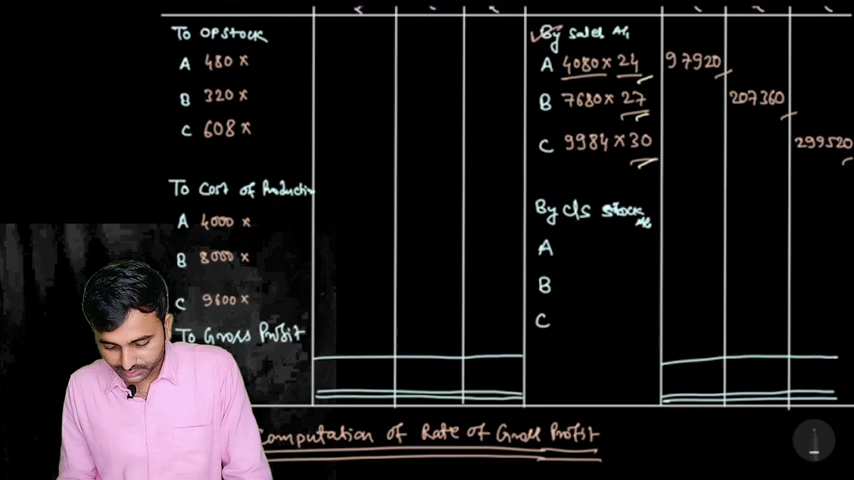 To OP stock
A 480 x
B 320 x
C 608 x
To Cost of Production
A 4000 x
B 8000 x
C 9600 x
To Gross Profit
By Sales A/c
A 4080 x 24 97920
B 7680 x 27 207360
C 9984 x 30 299520
By cls stock
A
B
C
Computation of Rate of Gross Profit